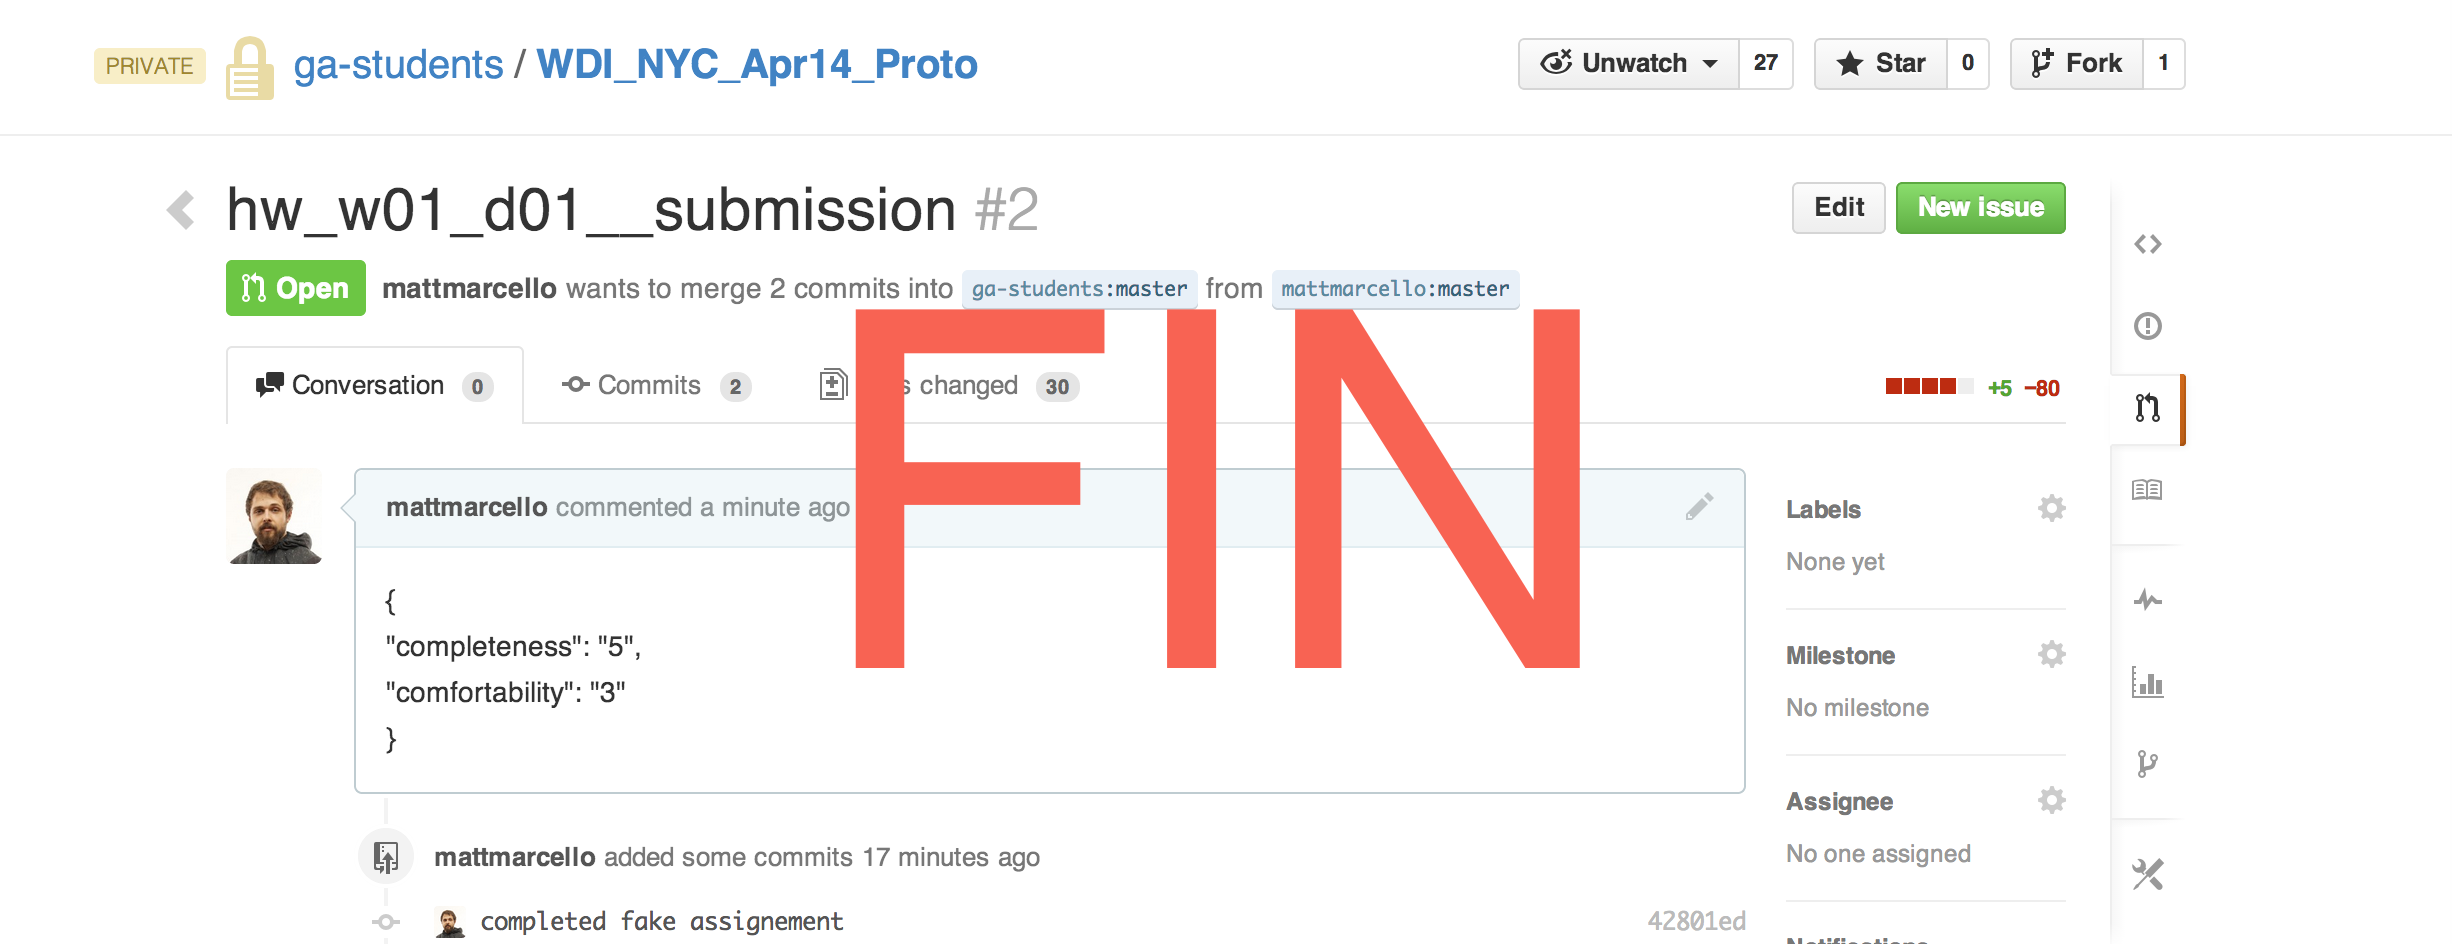 PRIVATE ga-students / WDI_NYC_Apr14_Proto Unwatch 27 Star 0 Fork 1
hw_w01_d01__submission #2 Edit New issue
Open mattmarcello wants to merge 2 commits into ga-students:master from mattmarcello:master
FIN
Conversation 0 Commits 2 s changed 30 +5 −80
mattmarcello commented a minute ago
{
"completeness": "5",
"comfortability": "3"
}
Labels
None yet
Milestone
No milestone
Assignee
No one assigned
mattmarcello added some commits 17 minutes ago
completed fake assignement 42801ed